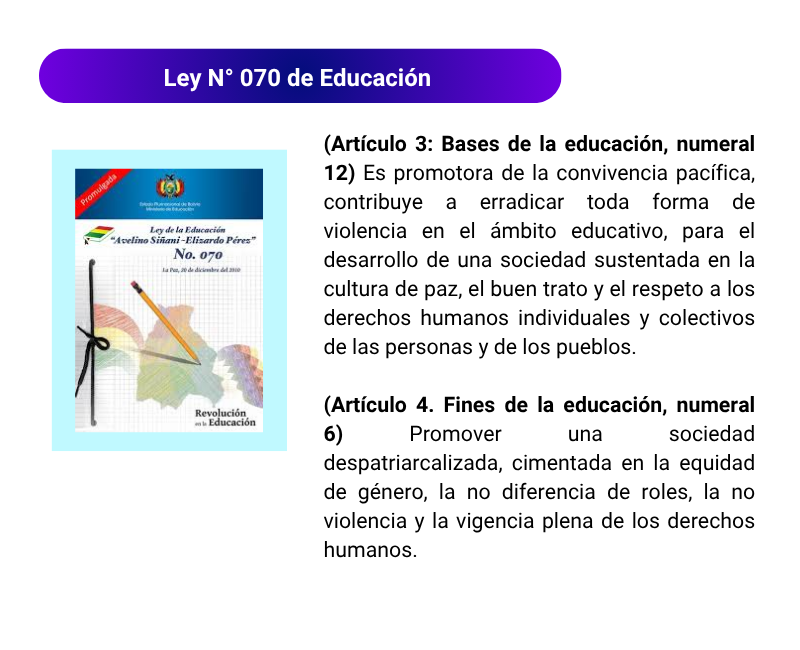 Ley N° 070 de Educación
Promulgada
Estado Plurinacional de Bolivia
Ministerio de Educación
Ley de la Educación
“Avelino Siñani -Elizardo Pérez”
No. 070
La Paz, 20 de diciembre del 2010
Revolución
en la Educación
(Artículo 3: Bases de la educación, numeral
12) Es promotora de la convivencia pacífica,
contribuye a erradicar toda forma de
violencia en el ámbito educativo, para el
desarrollo de una sociedad sustentada en la
cultura de paz, el buen trato y el respeto a los
derechos humanos individuales y colectivos
de las personas y de los pueblos.
(Artículo 4. Fines de la educación, numeral
6) Promover una sociedad
despatriarcalizada, cimentada en la equidad
de género, la no diferencia de roles, la no
violencia y la vigencia plena de los derechos
humanos.